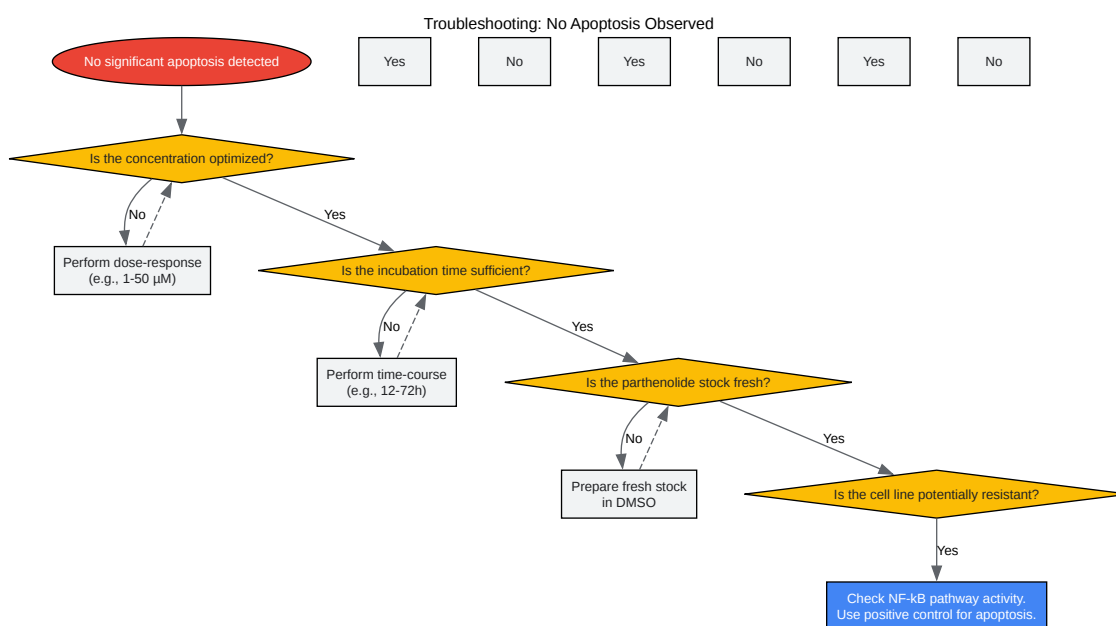 Troubleshooting: No Apoptosis Observed
No significant apoptosis detected
Yes
No
Yes
No
Yes
No
Is the concentration optimized?
No
Yes
Perform dose-response
(e.g., 1-50 µM)
Is the incubation time sufficient?
No
Yes
Perform time-course
(e.g., 12-72h)
Is the parthenolide stock fresh?
No
Yes
Prepare fresh stock
in DMSO
Is the cell line potentially resistant?
Yes
Check NF-kB pathway activity.
Use positive control for apoptosis.